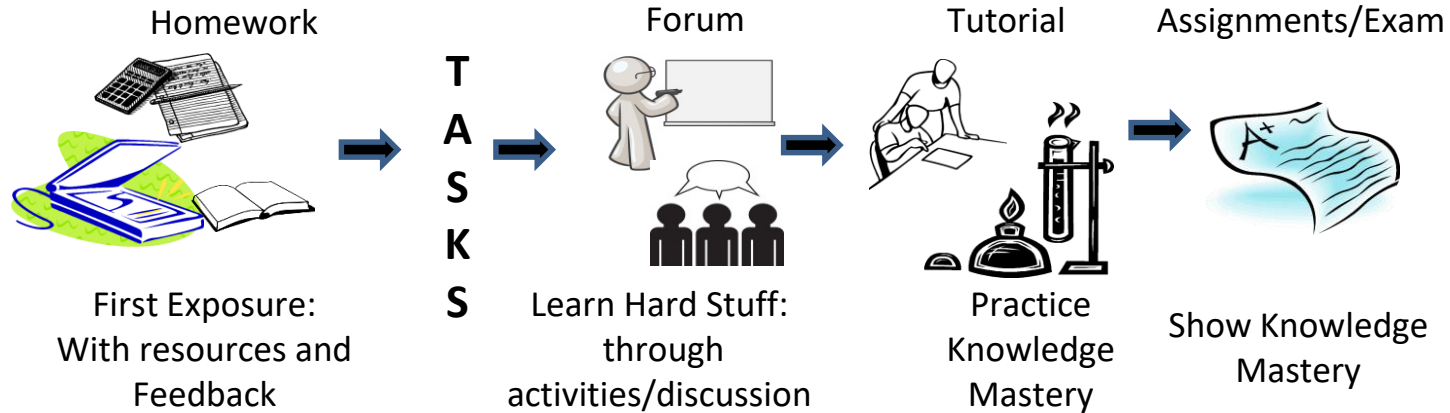 Homework
Forum
Tutorial
Assignments/Exam
T
A
S
K
S
A+
First Exposure:
With resources and
Feedback
Learn Hard Stuff:
through
activities/discussion
Practice
Knowledge
Mastery
Show Knowledge
Mastery